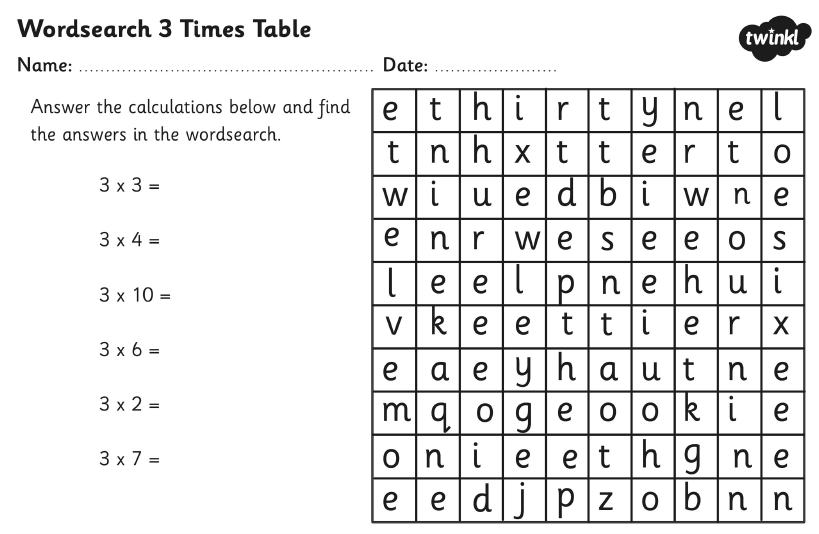 Wordsearch 3 Times Table
twinkl
Name: ...................................................... Date: .......................
Answer the calculations below and find
the answers in the wordsearch.
3 x 3 =
3 x 4 =
3 x 10 =
3 x 6 =
3 x 2 =
3 x 7 =
e t h i r t y n e l
t n h x t t e r t o
w i u e d b i w n e
e n r w e s e e o s
l e e l p n e h u i
v k e e t t i e r x
e a e y h a u t n e
m q o g e o o k i e
o n i e e t h g n e
e e d j p z o b n n